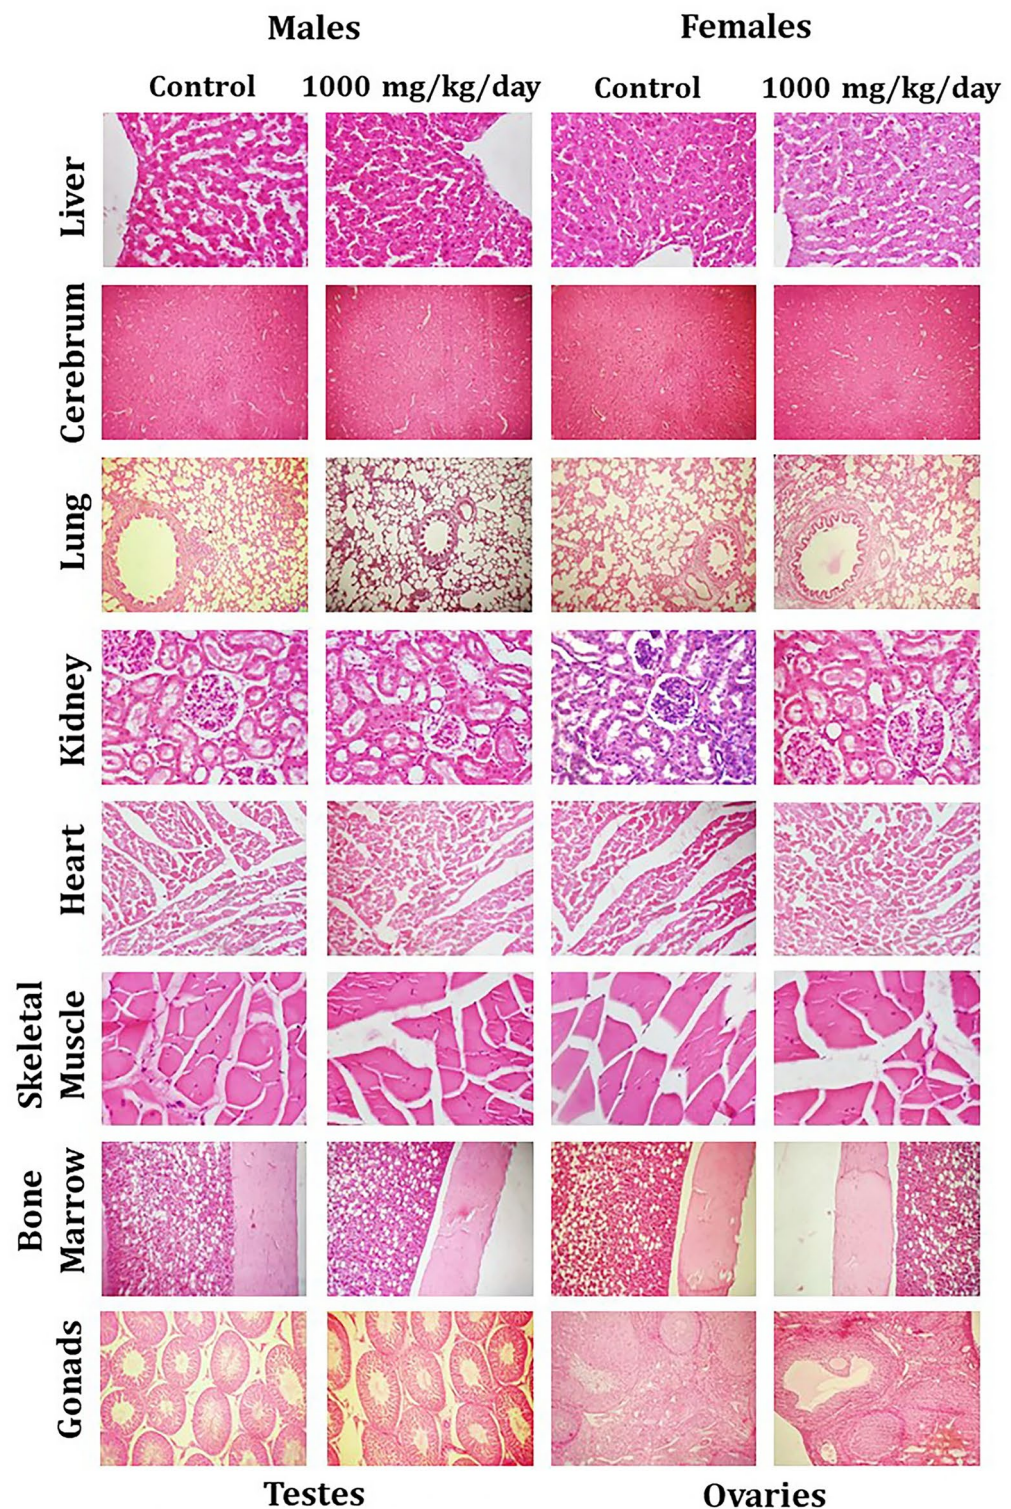 Males
Females
Control
1000 mg/kg/day
Control
1000 mg/kg/day
Liver
Cerebrum
Lung
Kidney
Heart
Skeletal
Muscle
Bone
Marrow
Gonads
Testes
Ovaries